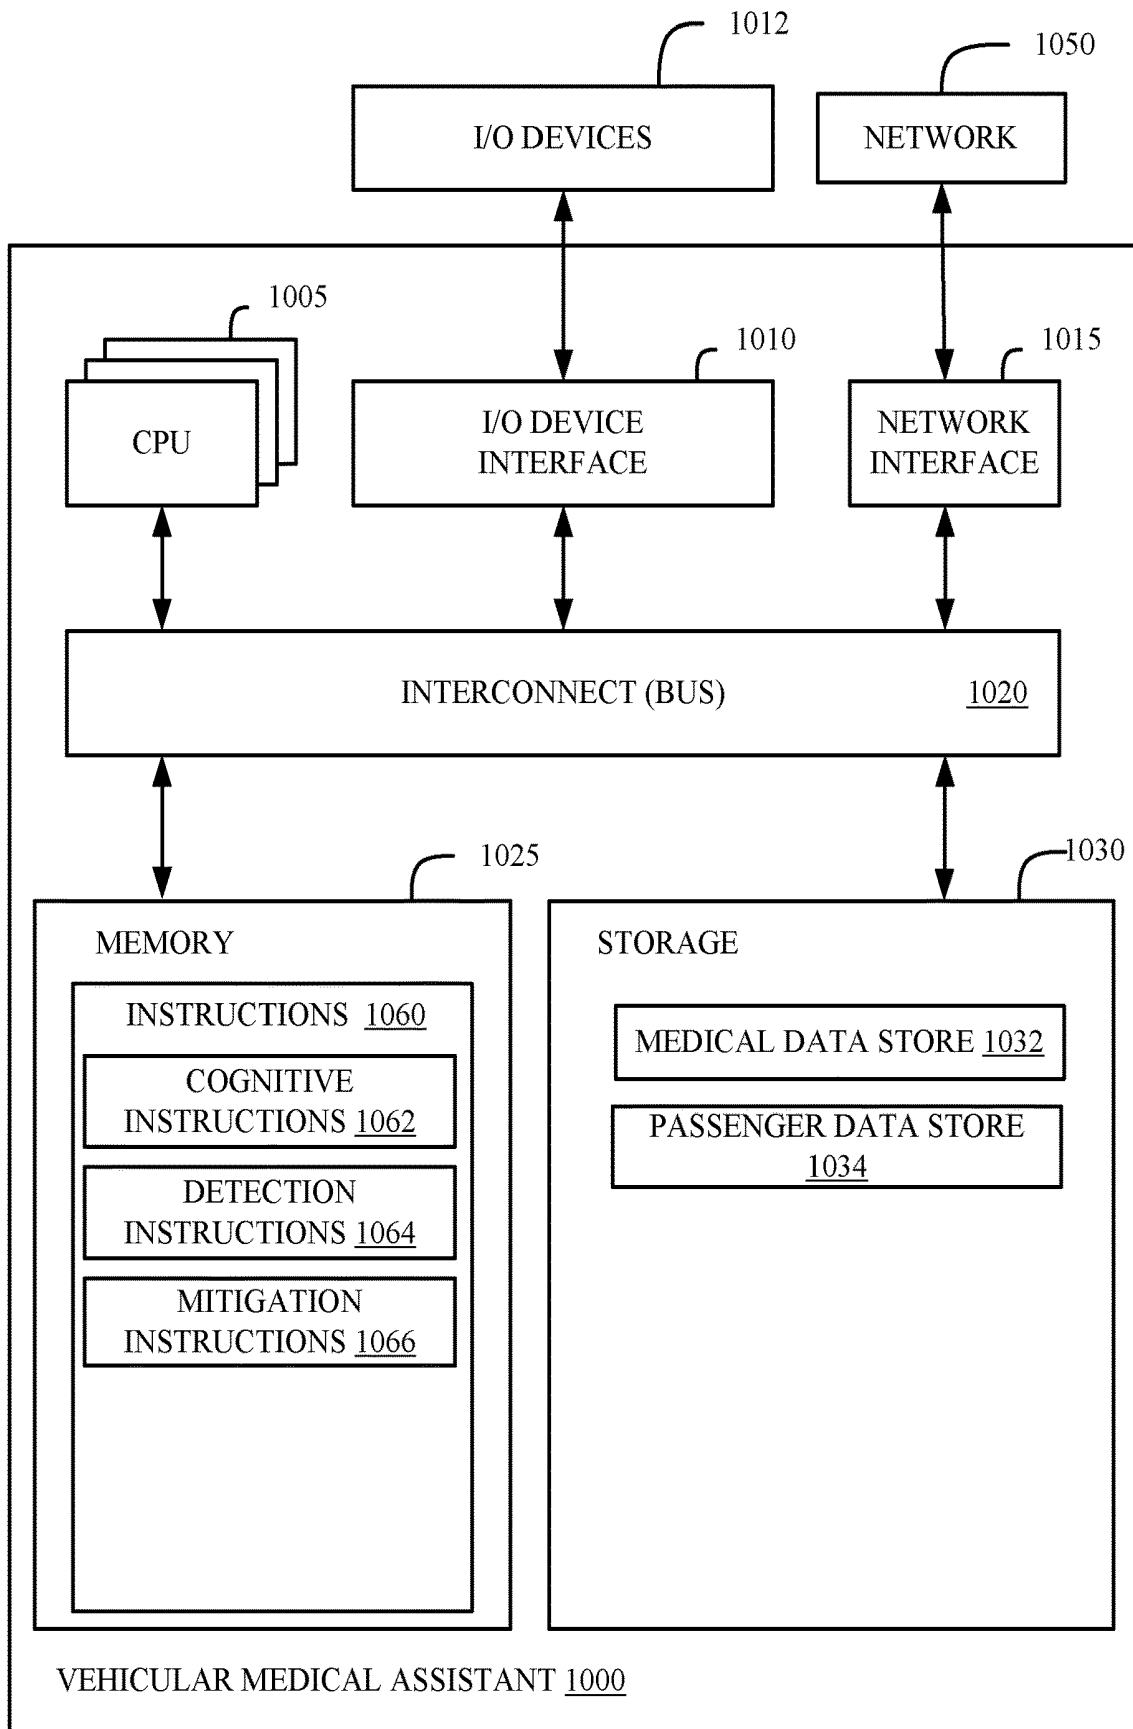 1012
1050
I/O DEVICES
NETWORK
1005
1010
1015
CPU
I/O DEVICE
INTERFACE
NETWORK
INTERFACE
INTERCONNECT (BUS) 1020
1025
1030
MEMORY
INSTRUCTIONS 1060
COGNITIVE
INSTRUCTIONS 1062
DETECTION
INSTRUCTIONS 1064
MITIGATION
INSTRUCTIONS 1066
STORAGE
MEDICAL DATA STORE 1032
PASSENGER DATA STORE
1034
VEHICULAR MEDICAL ASSISTANT 1000